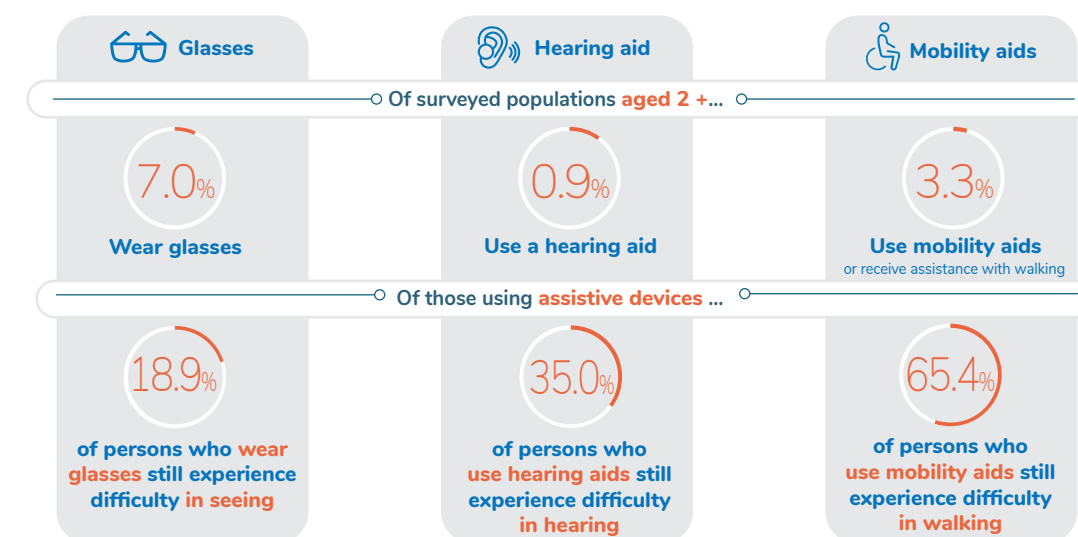 Glasses
Hearing aid
Mobility aids
Of surveyed populations aged 2 +...
7.0%
0.9%
3.3%
Wear glasses
Use a hearing aid
Use mobility aids
or receive assistance with walking
Of those using assistive devices ...
18.9%
35.0%
65.4%
of persons who wear
glasses still experience
difficulty in seeing
of persons who
use hearing aids still
experience difficulty
in hearing
of persons who
use mobility aids still
experience difficulty
in walking